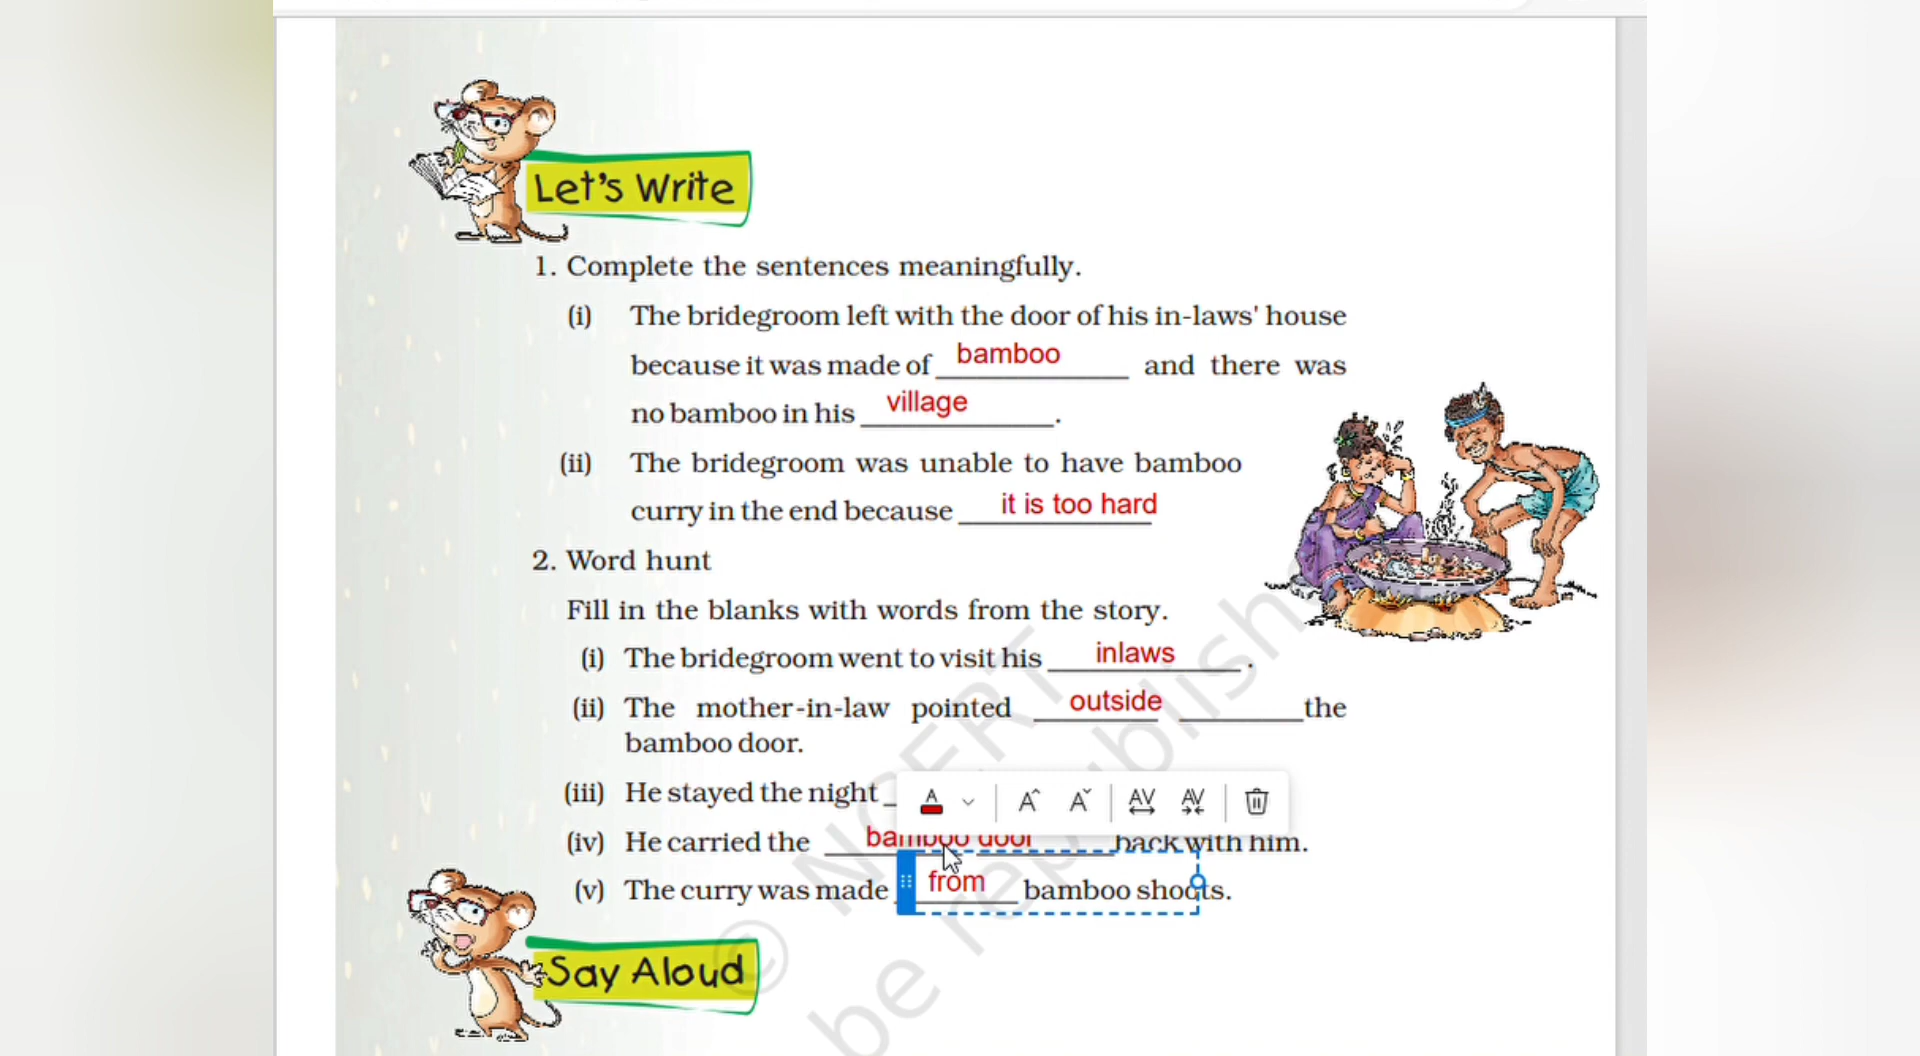 Let's Write
1. Complete the sentences meaningfully.
(i) The bridegroom left with the door of his in-laws' house
because it was made of bamboo and there was
no bamboo in his village.
(ii) The bridegroom was unable to have bamboo
curry in the end because it is too hard
2. Word hunt
Fill in the blanks with words from the story.
(i) The bridegroom went to visit his inlaws.
(ii) The mother-in-law pointed outside the
bamboo door.
(iii) He stayed the night
(iv) He carried the bamboo door back with him.
(v) The curry was made from bamboo shoots.
Say Aloud
© NCERT
be republish